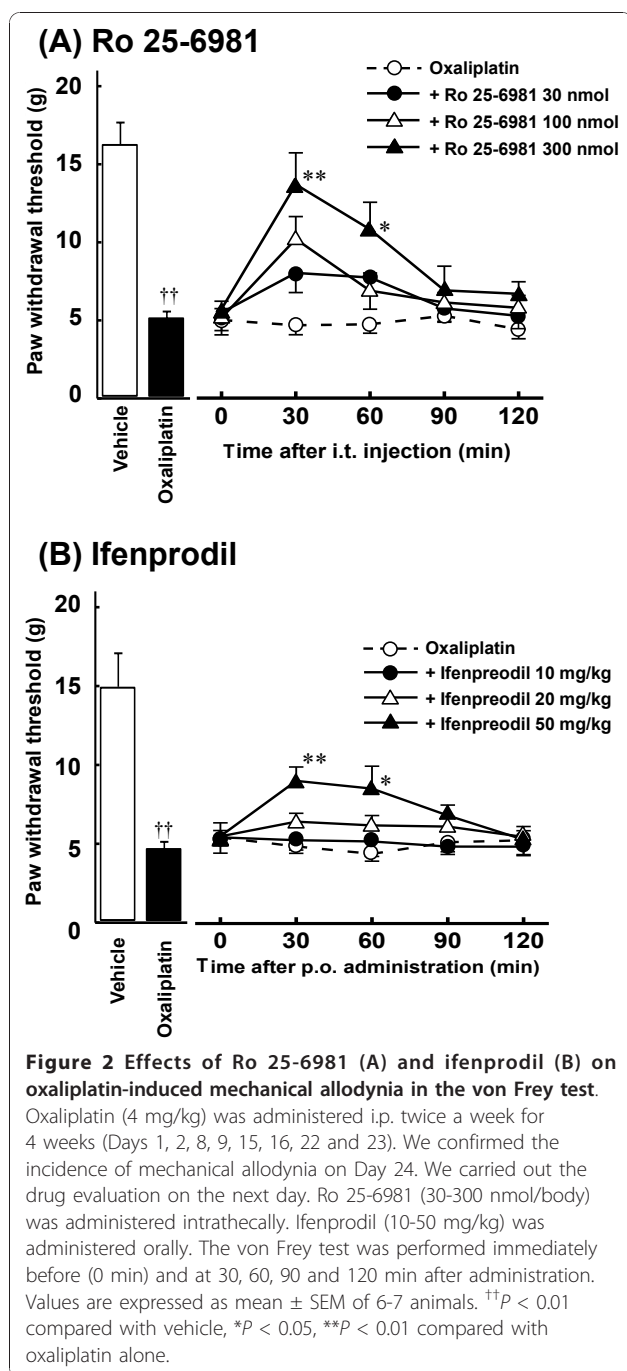 (A) Ro 25-6981
Paw withdrawal threshold (g)
20
15
10
5
0
††
Vehicle
Oxaliplatin
Oxaliplatin
+ Ro 25-6981 30 nmol
+ Ro 25-6981 100 nmol
+ Ro 25-6981 300 nmol
**
*
0 30 60 90 120
Time after i.t. injection (min)
(B) Ifenprodil
Paw withdrawal threshold (g)
20
15
10
5
0
††
Vehicle
Oxaliplatin
Oxaliplatin
+ Ifenpreodil 10 mg/kg
+ Ifenpreodil 20 mg/kg
+ Ifenpreodil 50 mg/kg
**
*
0 30 60 90 120
Time after p.o. administration (min)
Figure 2 Effects of Ro 25-6981 (A) and ifenprodil (B) on
oxaliplatin-induced mechanical allodynia in the von Frey test.
Oxaliplatin (4 mg/kg) was administered i.p. twice a week for
4 weeks (Days 1, 2, 8, 9, 15, 16, 22 and 23). We confirmed the
incidence of mechanical allodynia on Day 24. We carried out the
drug evaluation on the next day. Ro 25-6981 (30-300 nmol/body)
was administered intrathecally. Ifenprodil (10-50 mg/kg) was
administered orally. The von Frey test was performed immediately
before (0 min) and at 30, 60, 90 and 120 min after administration.
Values are expressed as mean ± SEM of 6-7 animals. ††P < 0.01
compared with vehicle, *P < 0.05, **P < 0.01 compared with
oxaliplatin alone.